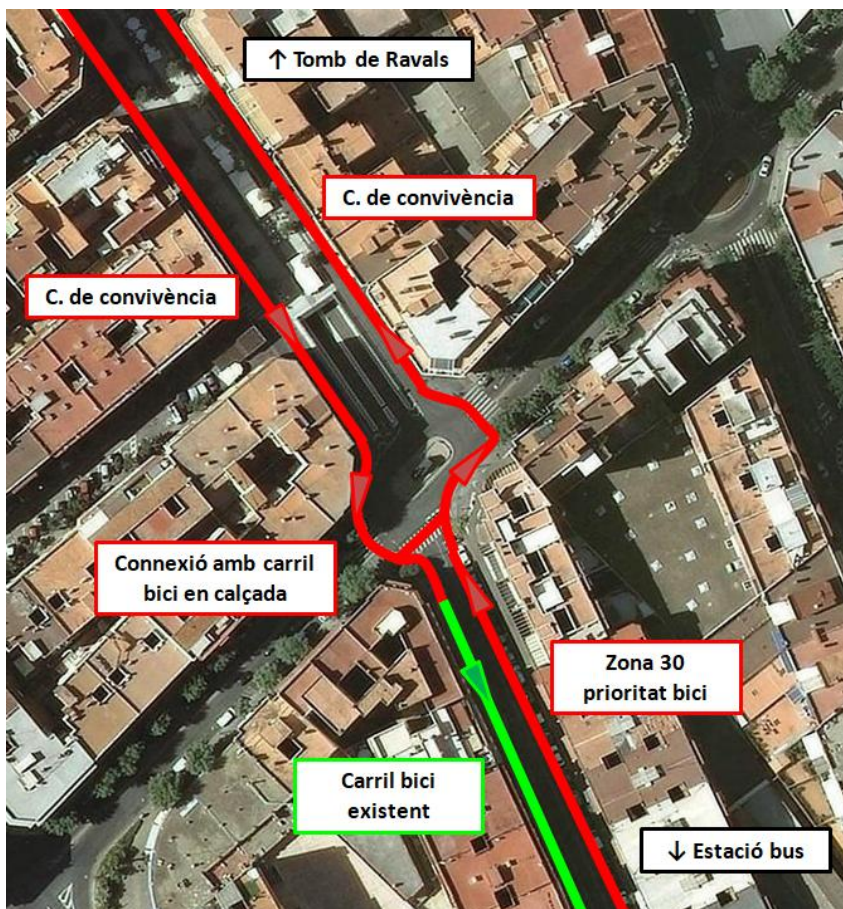 ↑ Tomb de Ravals
C. de convivència
C. de convivència
Connexió amb carril
bici en calçada
Zona 30
prioritat bici
Carril bici
existent
↓ Estació bus